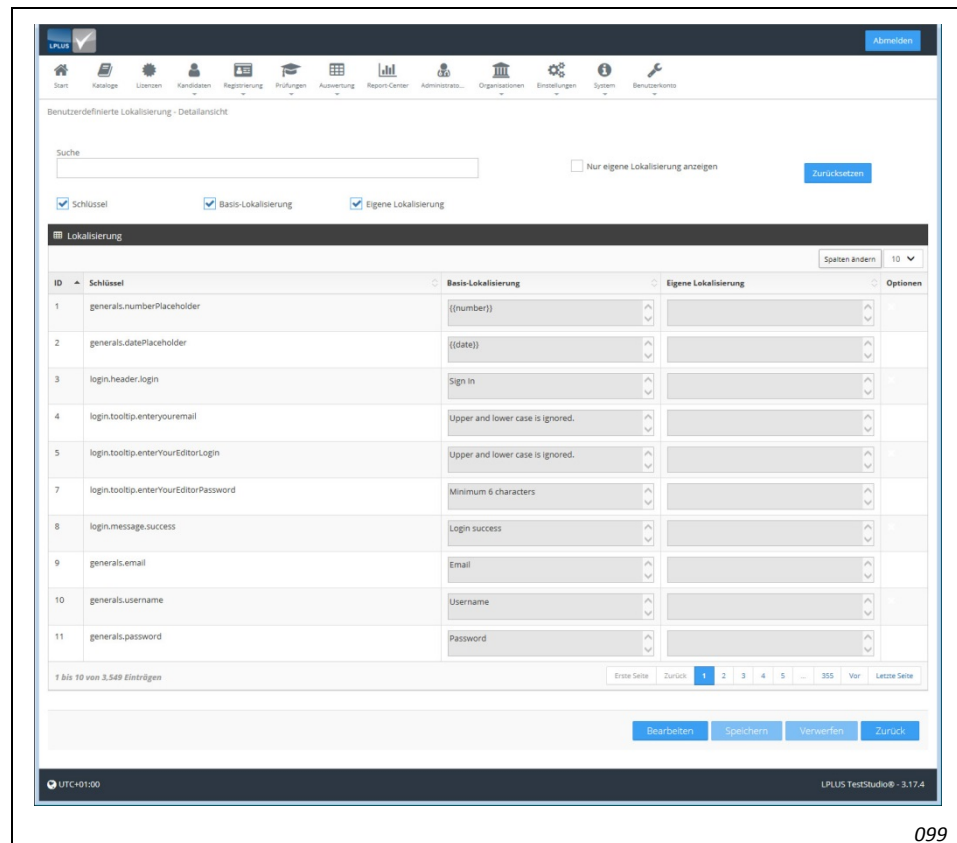 LPLUS
Abmelden
Start Kataloge Lizenzen Kandidaten Registrierung Prüfungen Auswertung Report-Center Administrato... Organisationen Einstellungen System Benutzerkonto
Benutzerdefinierte Lokalisierung - Detailansicht
Suche
Nur eigene Lokalisierung anzeigen
Zurücksetzen
Schlüssel Basis-Lokalisierung Eigene Lokalisierung
Lokalisierung
Spalten ändern 10
ID Schlüssel Basis-Lokalisierung Eigene Lokalisierung Optionen
1 generals.numberPlaceholder {{number}}
2 generals.datePlaceholder {{date}}
3 login.header.login Sign In
4 login.tooltip.enteryouremail Upper and lower case is ignored.
5 login.tooltip.enterYourEditorLogin Upper and lower case is ignored.
7 login.tooltip.enterYourEditorPassword Minimum 6 characters
8 login.message.success Login success
9 generals.email Email
10 generals.username Username
11 generals.password Password
1 bis 10 von 3,549 Einträgen
Erste Seite Zurück 1 2 3 4 5 ... 355 Vor Letzte Seite
Bearbeiten Speichern Verwerfen Zurück
UTC+01:00
LPLUS TestStudio® - 3.17.4
099